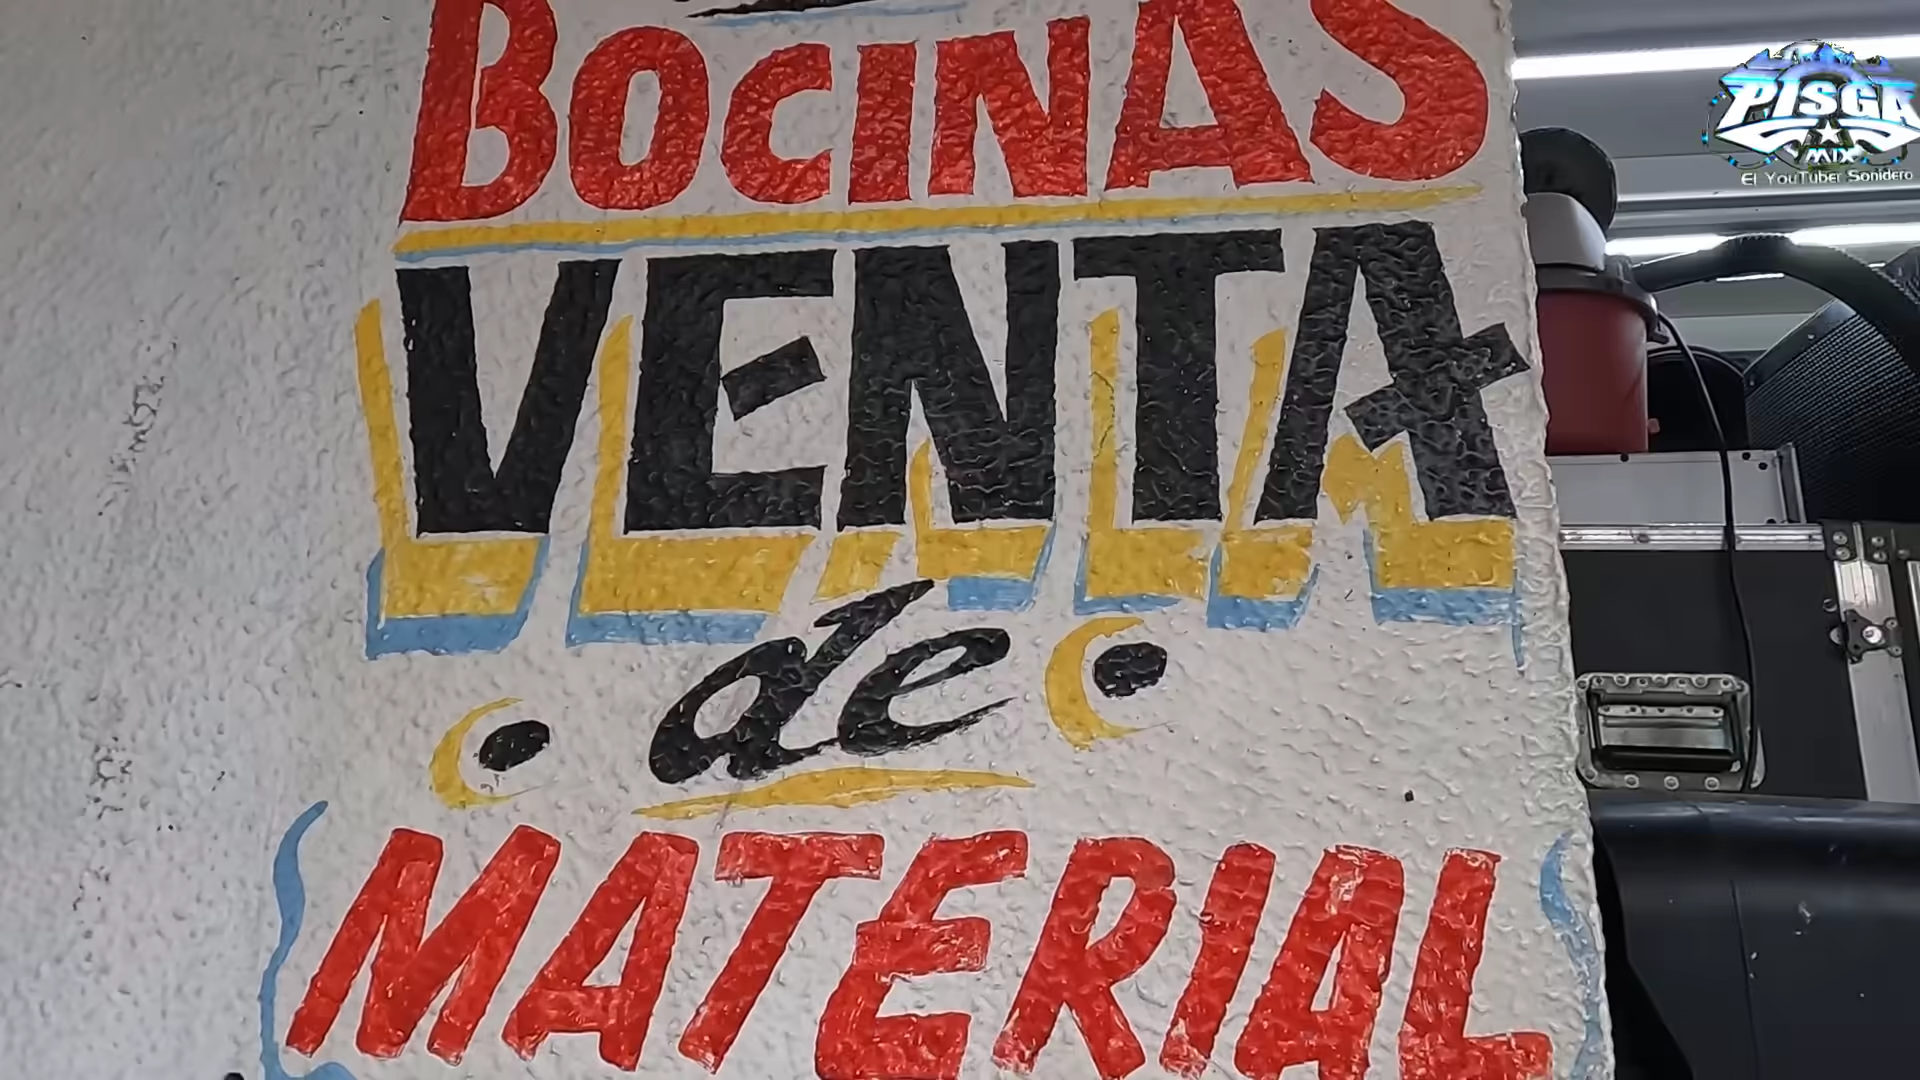 BOCINAS
VENTA
de
MATERIAL
PISGA
MIX
El YouTuber Sonidero